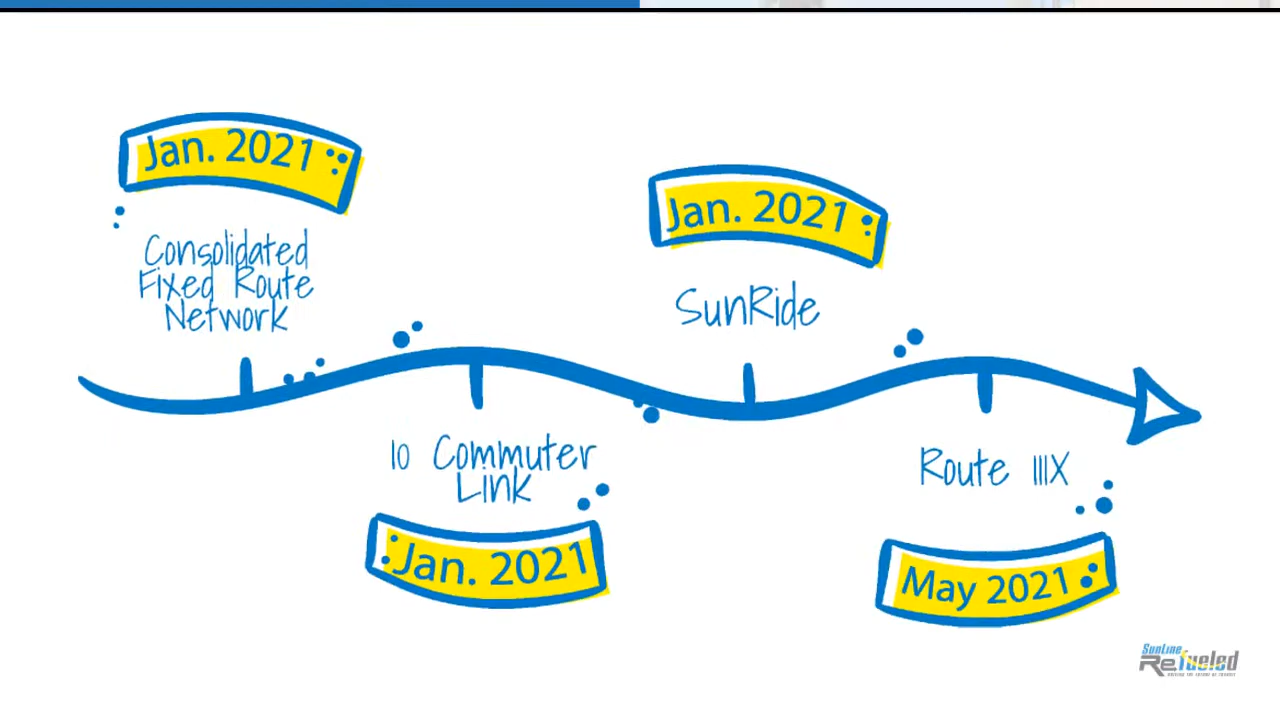 Jan. 2021
Consolidated
Fixed Route
Network
10 Commuter
Link
Jan. 2021
Jan. 2021
SunRide
Route 111X
May 2021
SunLine
Refueled